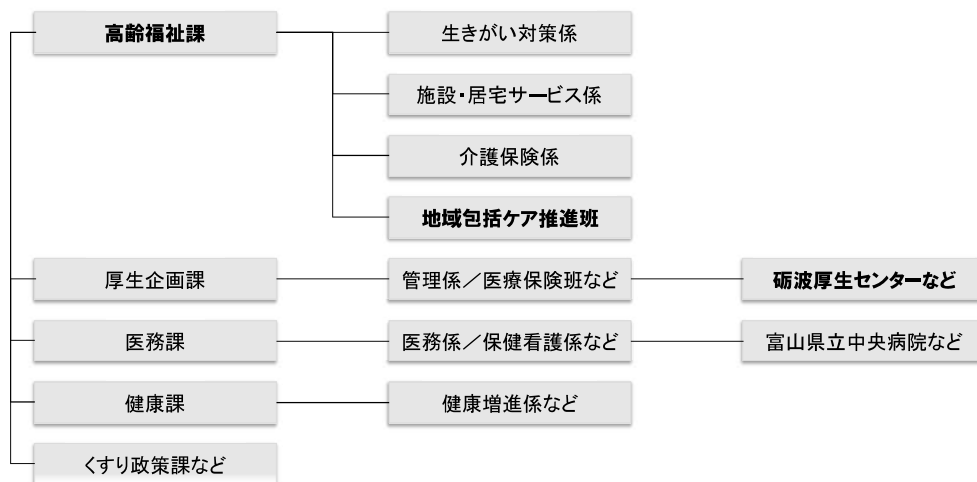 高齢福祉課
生きがい対策係
施設・居宅サービス係
介護保険係
地域包括ケア推進班
厚生企画課
管理係／医療保険班など
砺波厚生センターなど
医務課
医務係／保健看護係など
富山県立中央病院など
健康課
健康増進係など
くすり政策課など